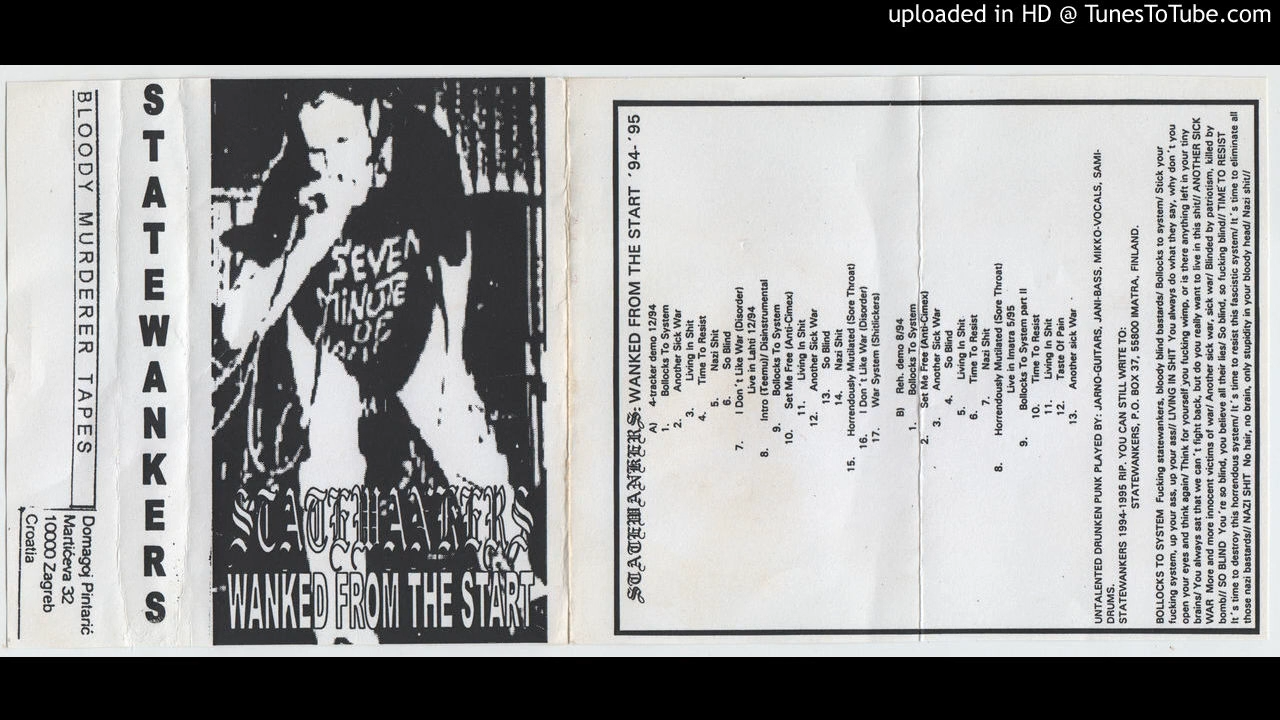 uploaded in HD @ TunesToTube.com
BLOODY MURDERER TAPES
Domagoj Pintarić
Martićeva 32
10000 Zagreb
Croatia
STATEWANKERS
SEVEN
MINUTE
OF
STATEWANKERS
WANKED FROM THE START
STATEWANKERS: WANKED FROM THE START ´94-´95
A) 4-tracker demo 12/94
1. Bollocks To System
2. Another Sick War
3. Living In Shit
4. Time To Resist
5. Nazi Shit
6. So Blind
7. I Don´t Like War (Disorder)
Live in Lahti 12/94
8. Intro (Teemu)/ Disinstrumental
9. Bollocks To System
10. Set Me Free (Anti-Cimex)
11. Living In Shit
12. Another Sick War
13. So Blind
14. Nazi Shit
15. Horrendously Mutilated (Sore Throat)
16. I Don´t Like War (Disorder)
17. War System (Shitlickers)
B) Reh. demo 8/94
1. Bollocks To System
2. Set Me Free (Anti-Cimex)
3. Another Sick War
4. So Blind
5. Living In Shit
6. Time To Resist
7. Nazi Shit
8. Horrendously Mutilated (Sore Throat)
Live in Imatra 5/95
9. Bollocks To System part II
10. Time To Resist
11. Living In Shit
12. Taste Of Pain
13. Another sick War
UNTALENTED DRUNKEN PUNK PLAYED BY: JARNO-GUITARS, JANI-BASS, MIKKO-VOCALS, SAMI-
DRUMS.
STATEWANKERS 1994-1995 RIP. YOU CAN STILL WRITE TO:
STATEWANKERS, P.O. BOX 37, 55800 IMATRA, FINLAND.
BOLLOCKS TO SYSTEM Fucking statewankers, bloody blind bastards/ Bollocks to system/ Stick your
fucking system, up your ass, up your ass// LIVING IN SHIT You always do what they say, why don´t you
open your eyes and think again/ Think for yourself you fucking wimp, or is there anything left in your tiny
brains/ You always sat that we can´t fight back, but do you really want to live in this shit// ANOTHER SICK
WAR More and more innocent victims of war/ Another sick war, sick war/ Blinded by patriotism, killed by
bomb// SO BLIND You´re so blind, you believe all their lies/ So blind, so fucking blind// TIME TO RESIST
It´s time to destroy this horrendous system/ It´s time to resist this fascistic system/ It´s time to eliminate all
those nazi bastards// NAZI SHIT No hair, no brain, only stupidity in your bloody head/ Nazi shit//